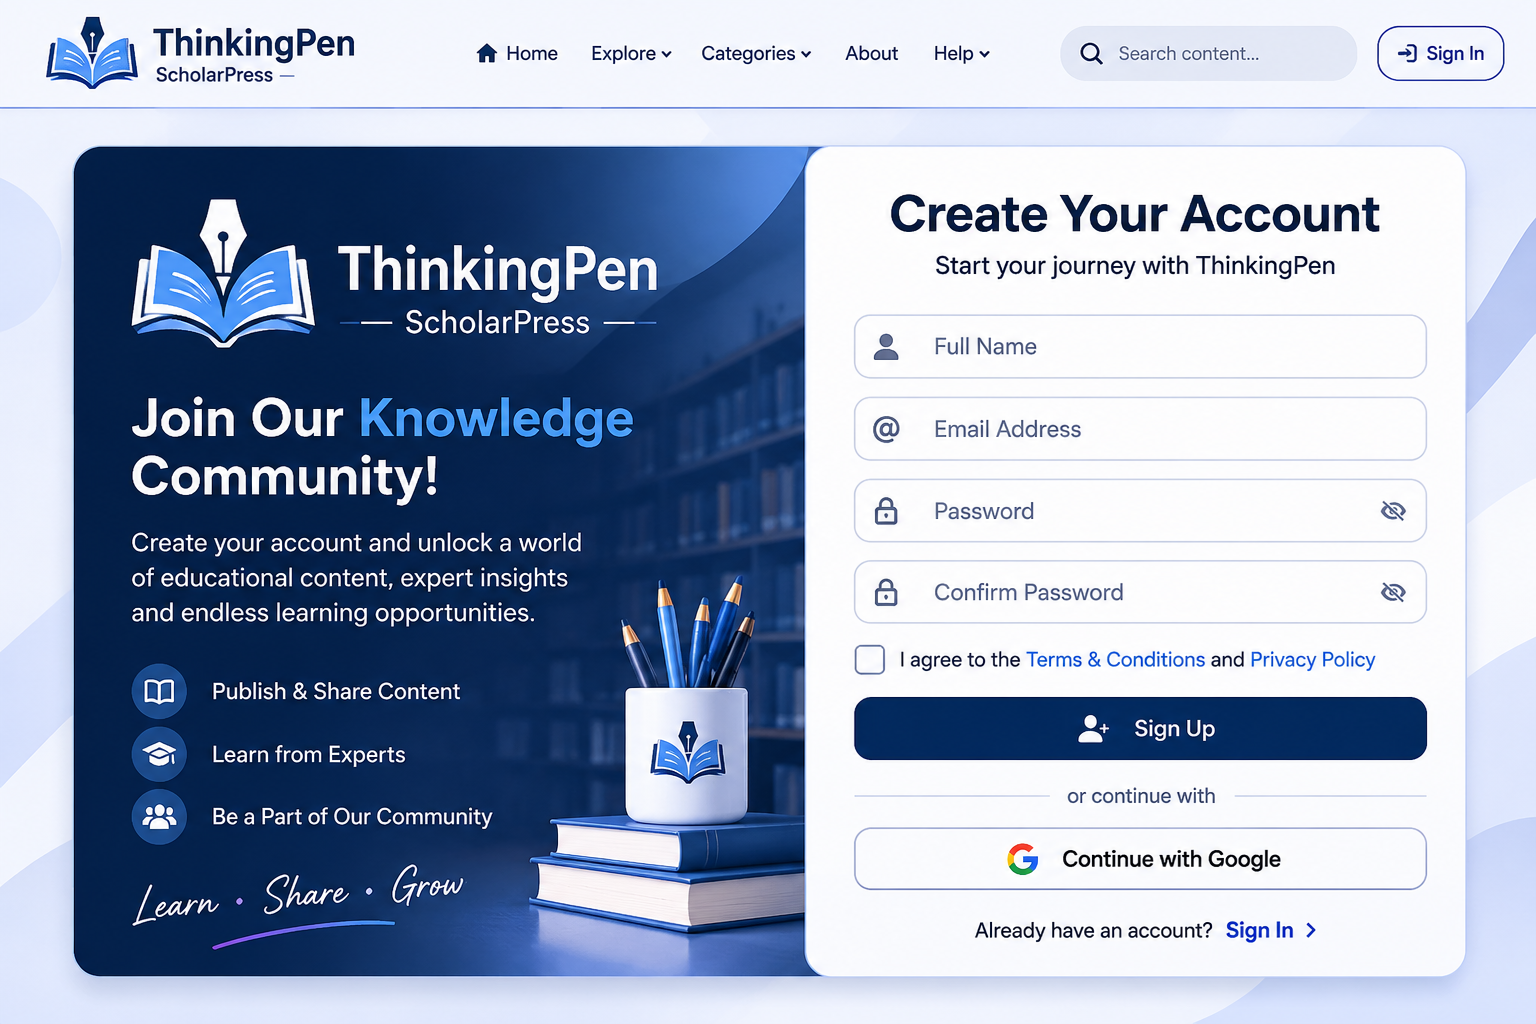 ThinkingPen
ScholarPress
Home
Explore
Categories
About
Help
Search content...
Sign In
ThinkingPen
ScholarPress
Join Our Knowledge
Community!
Create your account and unlock a world
of educational content, expert insights
and endless learning opportunities.
Publish & Share Content
Learn from Experts
Be a Part of Our Community
Learn • Share • Grow
Create Your Account
Start your journey with ThinkingPen
Full Name
@ Email Address
Password
Confirm Password
I agree to the Terms & Conditions and Privacy Policy
Sign Up
or continue with
G Continue with Google
Already have an account? Sign In